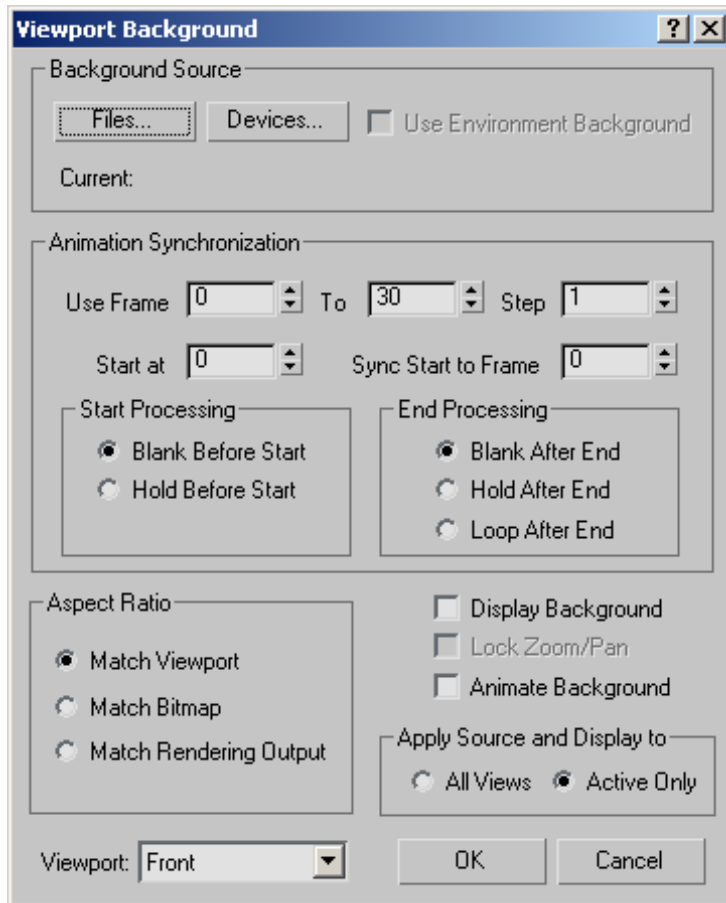 Viewport Background
Background Source
Files... Devices... Use Environment Background
Current:
Animation Synchronization
Use Frame 0 To 30 Step 1
Start at 0 Sync Start to Frame 0
Start Processing
Blank Before Start
Hold Before Start
End Processing
Blank After End
Hold After End
Loop After End
Aspect Ratio
Match Viewport
Match Bitmap
Match Rendering Output
Display Background
Lock Zoom/Pan
Animate Background
Apply Source and Display to
All Views Active Only
Viewport: Front OK Cancel